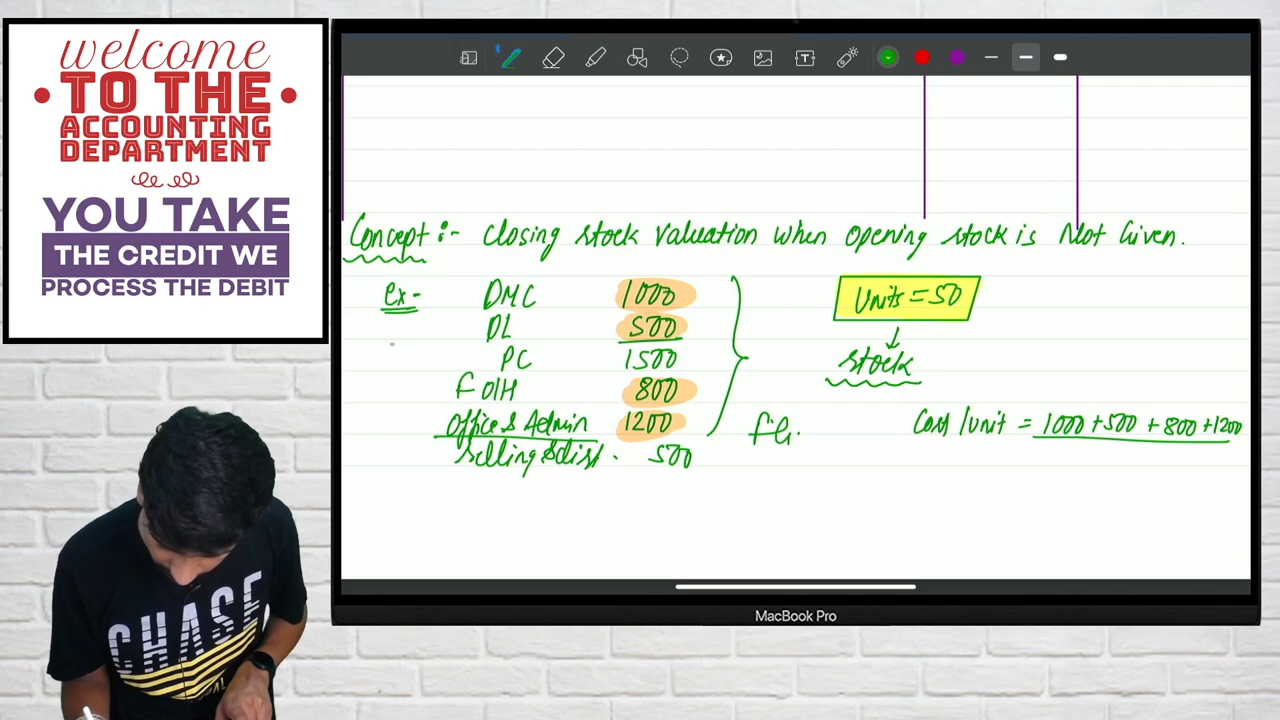 welcome
TO THE
ACCOUNTING
DEPARTMENT
YOU TAKE
THE CREDIT WE
PROCESS THE DEBIT
Concept :- Closing stock valuation when opening stock is Not Given.
ex- DMC 1000
Units = 50
DL 500
PC 1500
stock
FOH 800
Office & Admin 1200
Cost/unit = 1000 + 500 + 800 + 1200
Selling & dist. 500
MacBook Pro